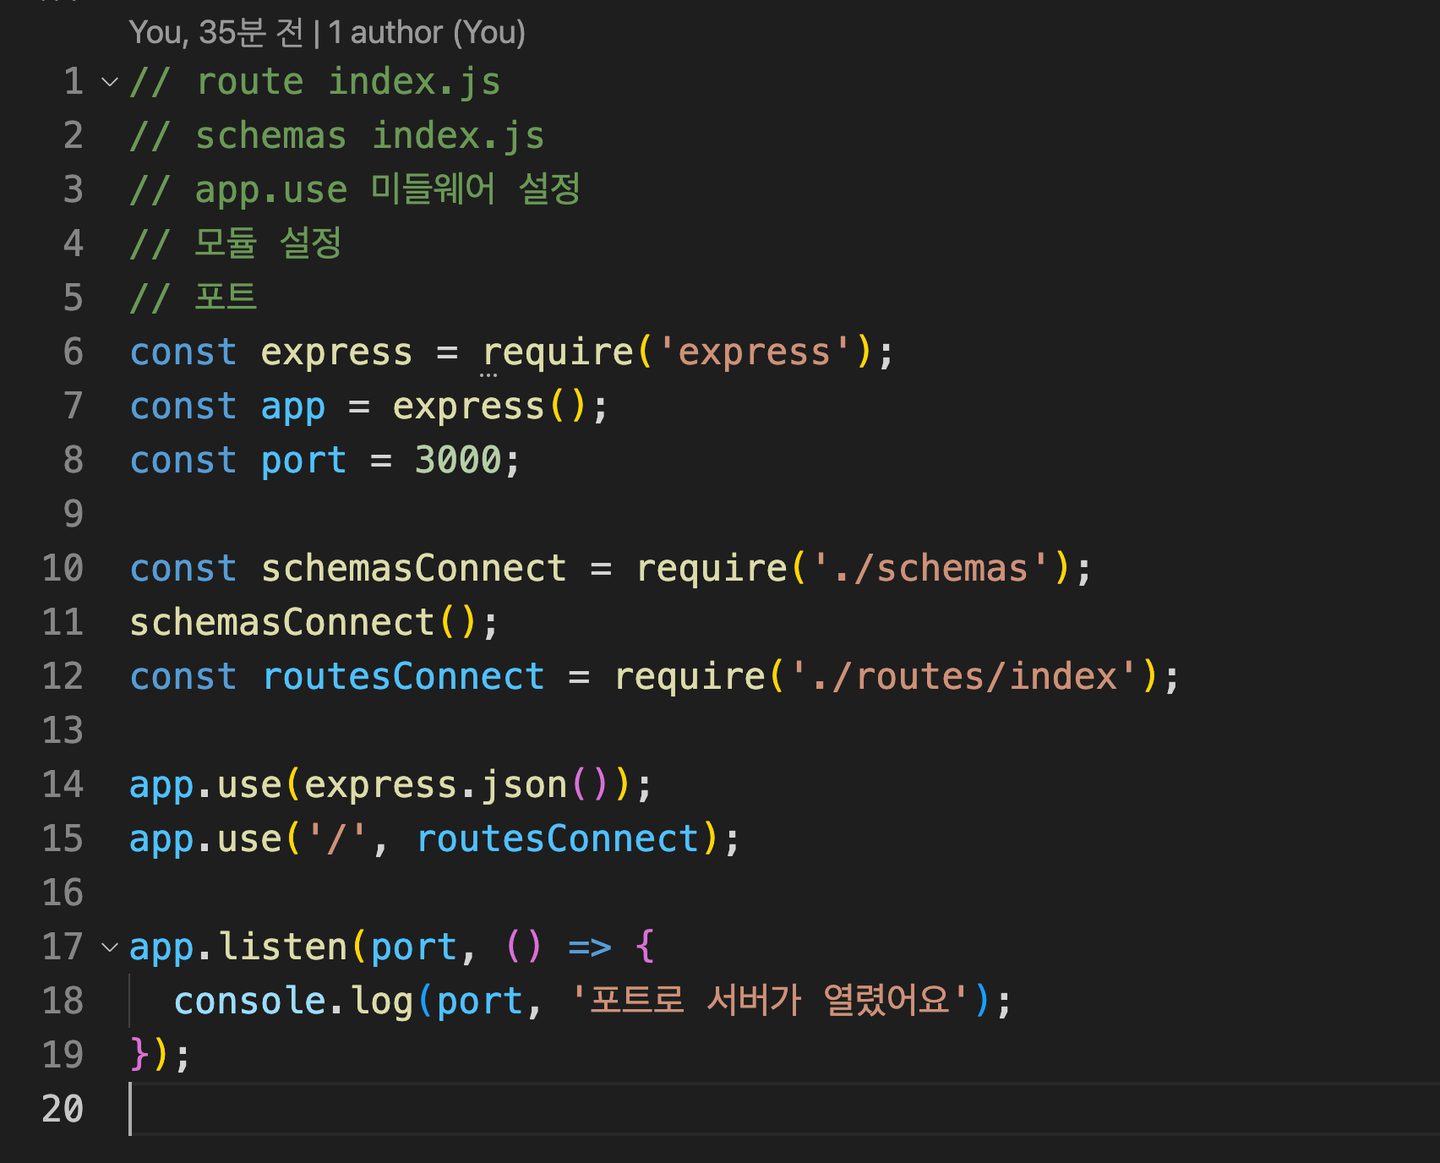 You, 35분 전 | 1 author (You)
1 // route index.js
2 // schemas index.js
3 // app.use 미들웨어 설정
4 // 모듈 설정
5 // 포트
6 const express = require('express');
7 const app = express();
8 const port = 3000;
9
10 const schemasConnect = require('./schemas');
11 schemasConnect();
12 const routesConnect = require('./routes/index');
13
14 app.use(express.json());
15 app.use('/', routesConnect);
16
17 app.listen(port, () => {
18   console.log(port, '포트로 서버가 열렸어요');
19 });
20